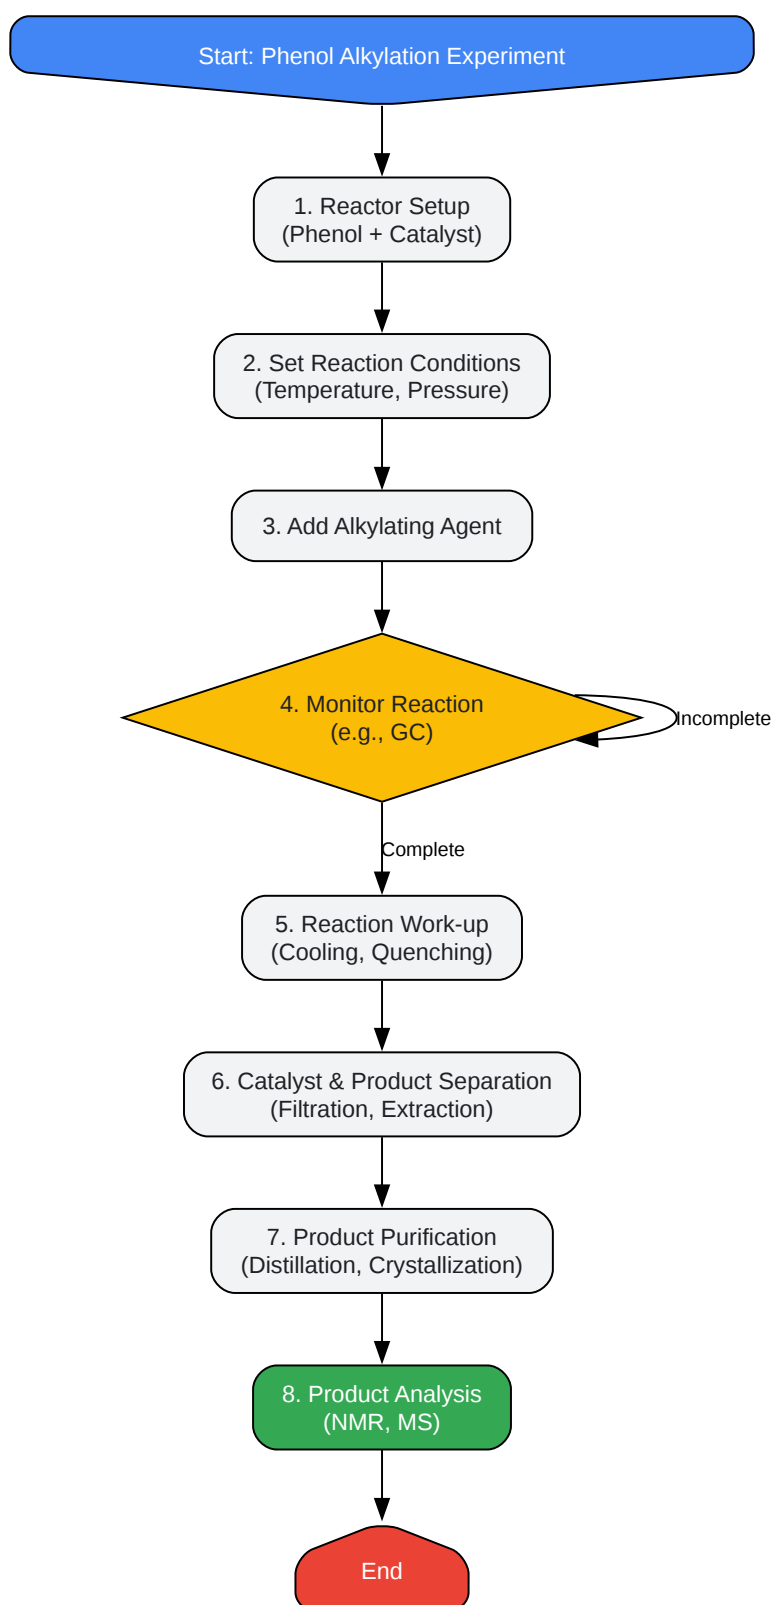 Start: Phenol Alkylation Experiment
1. Reactor Setup
(Phenol + Catalyst)
2. Set Reaction Conditions
(Temperature, Pressure)
3. Add Alkylating Agent
4. Monitor Reaction
(e.g., GC)
Incomplete
Complete
5. Reaction Work-up
(Cooling, Quenching)
6. Catalyst & Product Separation
(Filtration, Extraction)
7. Product Purification
(Distillation, Crystallization)
8. Product Analysis
(NMR, MS)
End